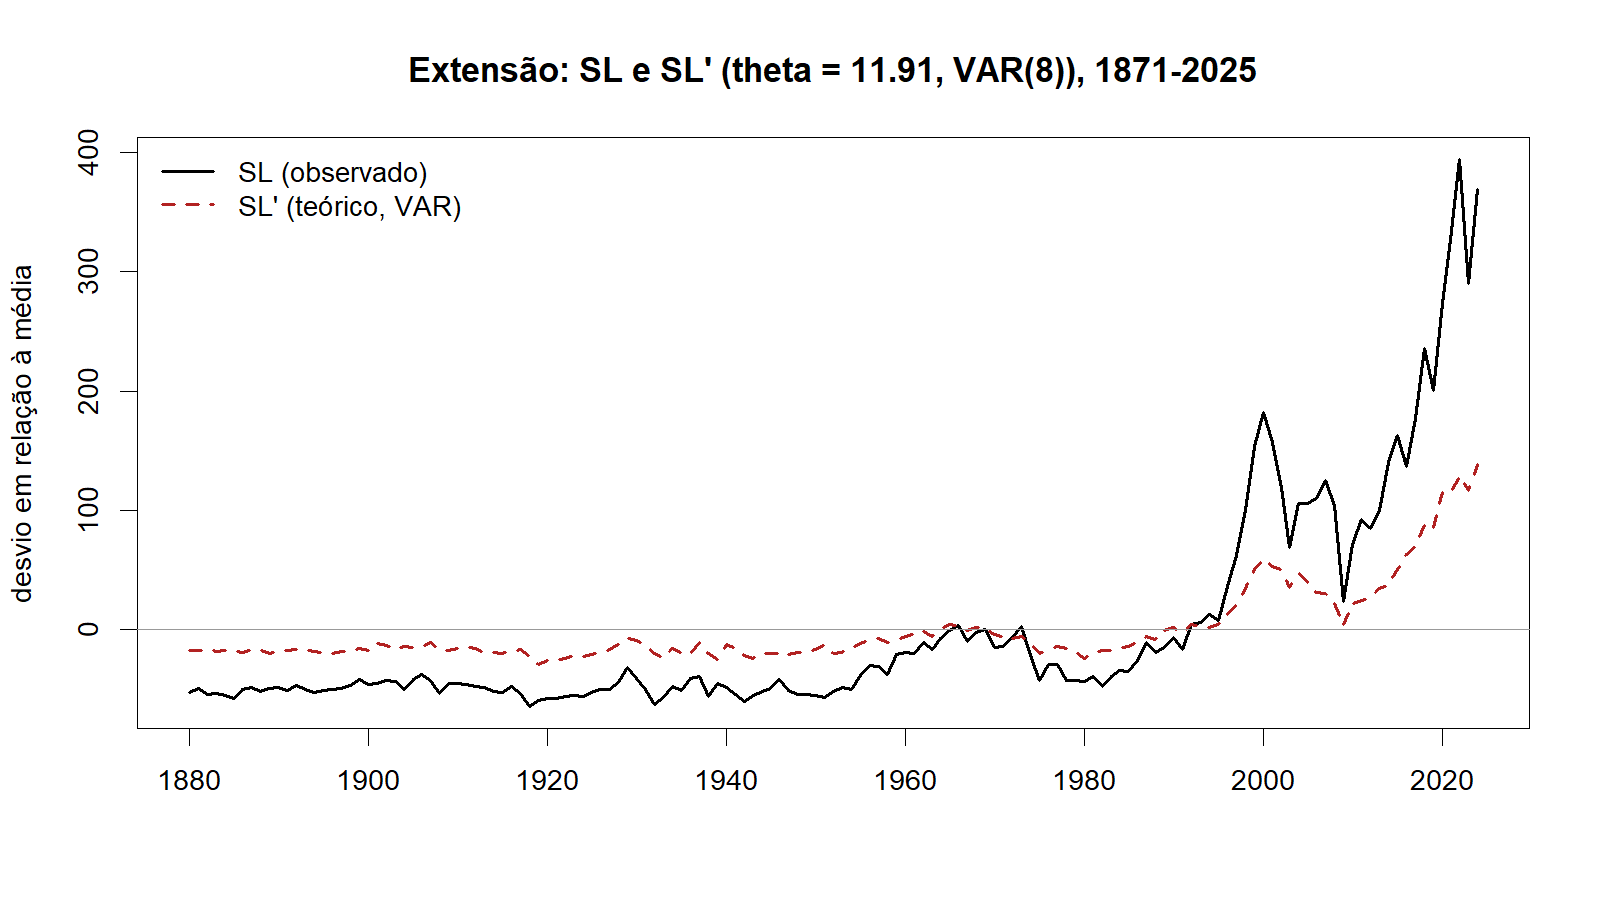 Extensão: SL e SL' (theta = 11.91, VAR(8)), 1871-2025
SL (observado)
SL' (teórico, VAR)
desvio em relação à média
400
300
200
100
0
1880 1900 1920 1940 1960 1980 2000 2020